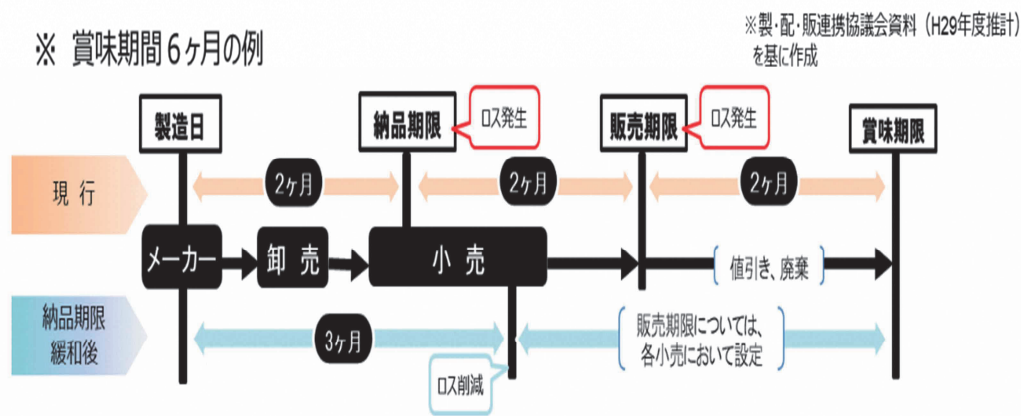 ※ 賞味期間6ヶ月の例
※製・配・販連携協議会資料（H29年度推計）
を基に作成
製造日
納品期限
ロス発生
販売期限
ロス発生
賞味期限
現 行
2ヶ月
2ヶ月
2ヶ月
メーカー
卸 売
小 売
値引き、廃棄
納品期限
緩和後
3ヶ月
販売期限については、
各小売において設定
ロス削減